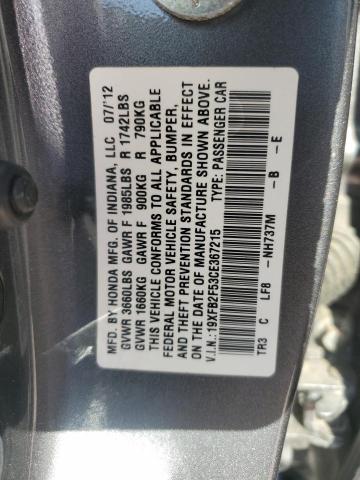 MFD. BY HONDA MFG. OF INDIANA, LLC 07/'12
GVWR 3660LBS GAWR F 1985LBS R 1742LBS
GVWR 1660KG GAWR F 900KG R 790KG
THIS VEHICLE CONFORMS TO ALL APPLICABLE
FEDERAL MOTOR VEHICLE SAFETY, BUMPER,
AND THEFT PREVENTION STANDARDS IN EFFECT
ON THE DATE OF MANUFACTURE SHOWN ABOVE.
V.I.N.:19XFB2F53CE367215 TYPE: PASSENGER CAR
TR3 C LF8 -NH737M -B -E